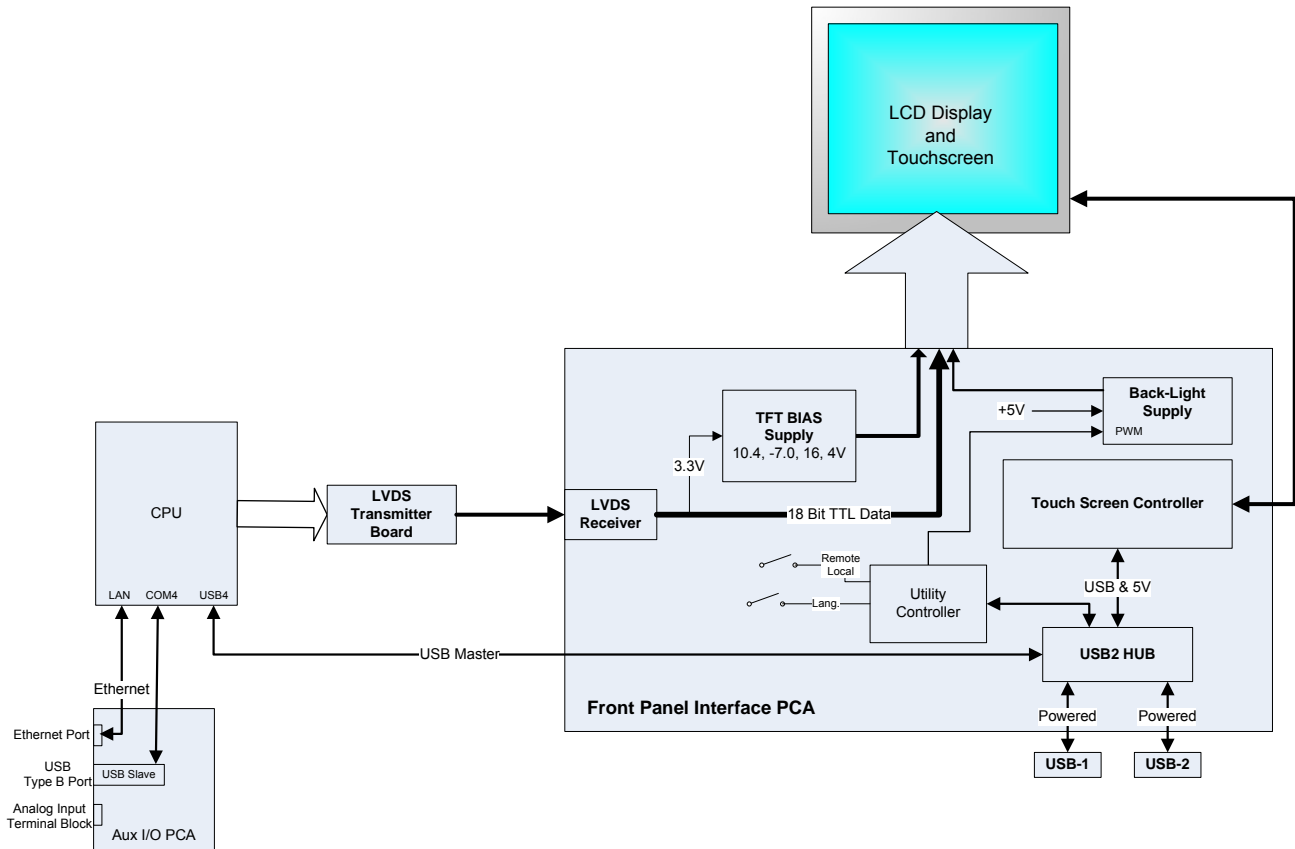 LCD Display
and
Touchscreen
Back-Light
Supply
+5V
PWM
TFT BIAS
Supply
10.4, -7.0, 16, 4V
3.3V
CPU
LVDS
Transmitter
Board
LVDS
Receiver
18 Bit TTL Data
Touch Screen Controller
Remote
Local
Lang.
Utility
Controller
USB & 5V
LAN
COM4
USB4
USB Master
USB2 HUB
Ethernet
Front Panel Interface PCA
Powered
Powered
Ethernet Port
USB
Type B Port
USB Slave
USB-1
USB-2
Analog Input
Terminal Block
Aux I/O PCA